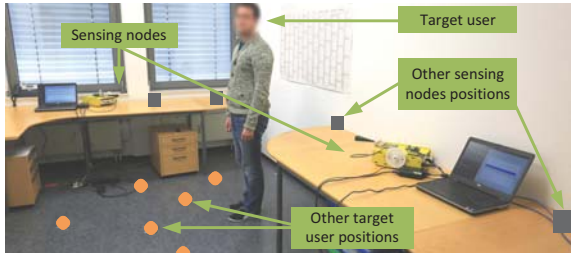 Sensing nodes
Target user
Other sensing
nodes positions
Other target
user positions